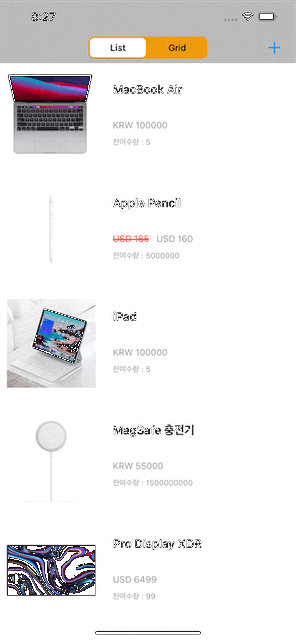 8:27
List
Grid
MacBook Air
KRW 100000
잔여수량 : 5
Apple Pencil
USD 165 USD 160
잔여수량 : 5000000
iPad
KRW 100000
잔여수량 : 5
MagSafe 충전기
KRW 55000
잔여수량 : 1500000000
Pro Display XDR
USD 6499
잔여수량 : 99